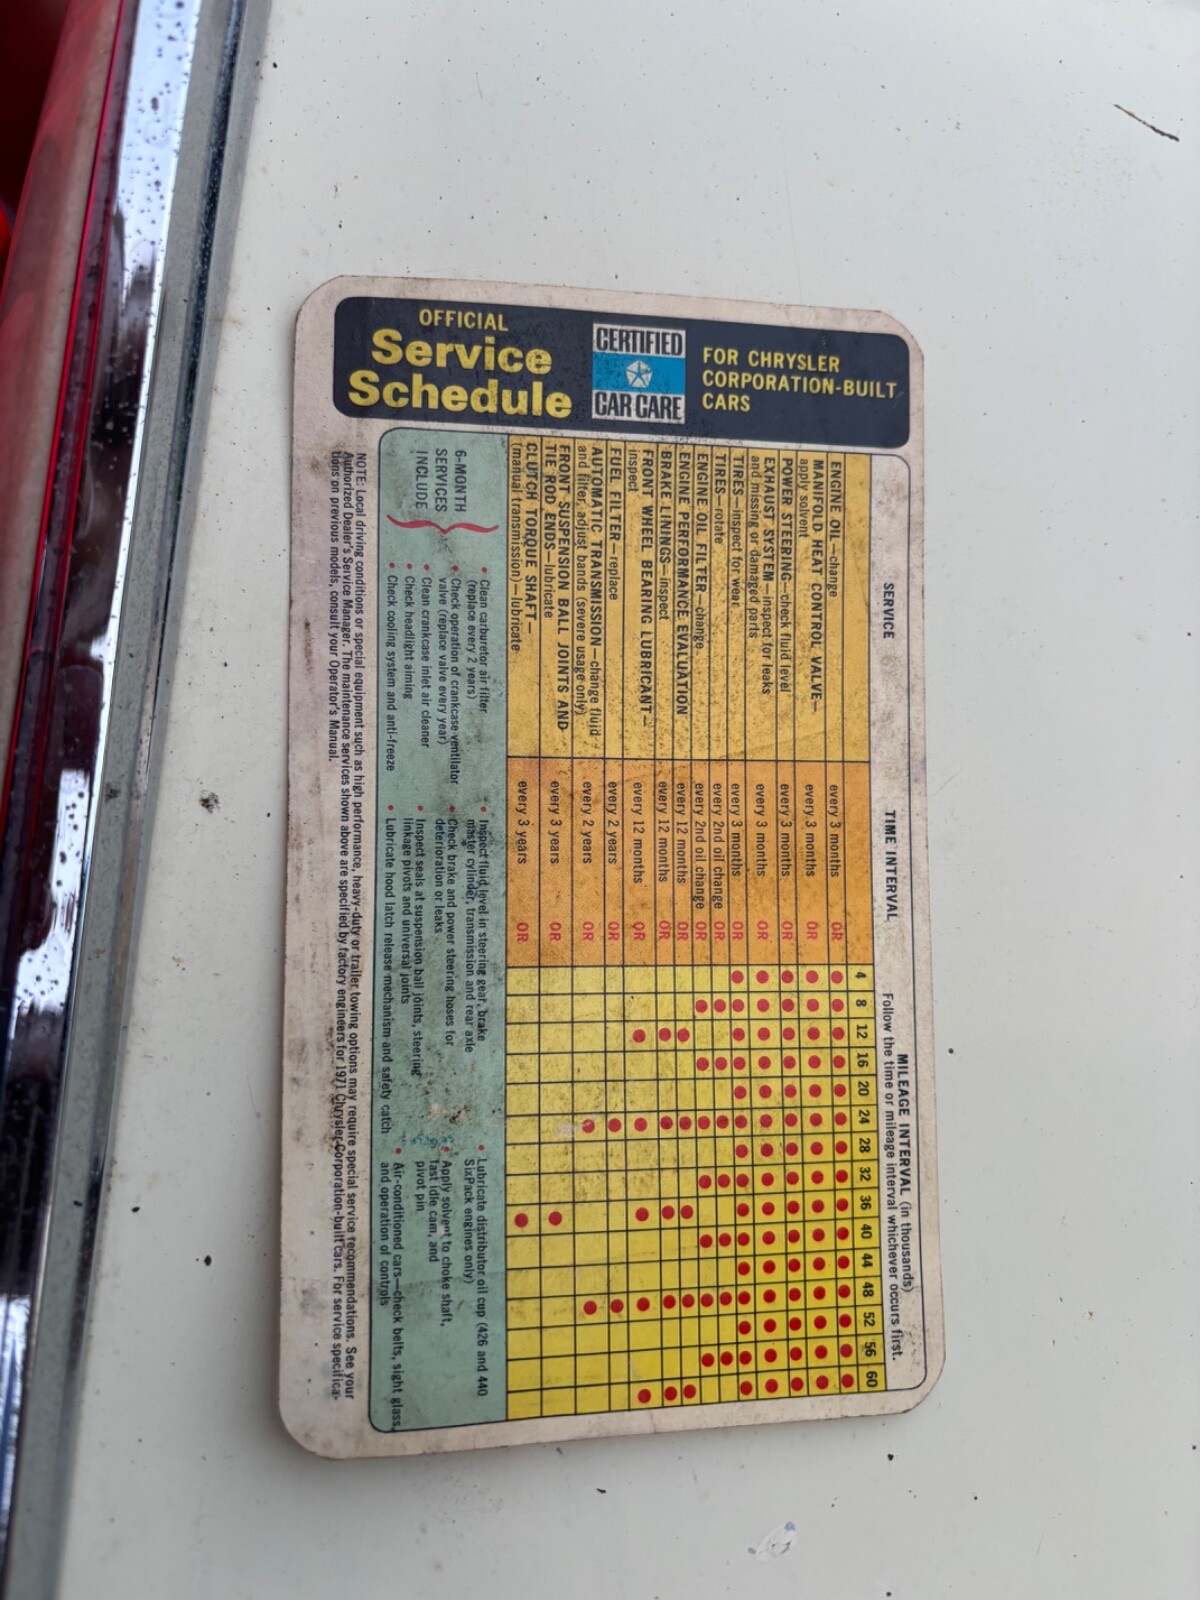 OFFICIAL
Service
Schedule
CERTIFIED
CAR CARE
FOR CHRYSLER
CORPORATION-BUILT
CARS
SERVICE
TIME INTERVAL
MILEAGE INTERVAL (in thousands)
Follow the time or mileage interval whichever occurs first.
4 8 12 16 20 24 28 32 36 40 44 48 52 56 60
ENGINE OIL—change every 3 months OR
MANIFOLD HEAT CONTROL VALVE—
apply solvent every 3 months OR
POWER STEERING—check fluid level every 3 months OR
EXHAUST SYSTEM—inspect for leaks
and missing or damaged parts every 3 months OR
TIRES—inspect for wear every 3 months OR
TIRES—rotate every 2nd oil change OR
ENGINE OIL FILTER—change every 2nd oil change OR
ENGINE PERFORMANCE EVALUATION every 12 months OR
BRAKE LININGS—inspect every 12 months OR
FRONT WHEEL BEARING LUBRICANT—
inspect every 12 months OR
FUEL FILTER—replace every 2 years OR
AUTOMATIC TRANSMISSION—change fluid
and filter, adjust bands (severe usage only) every 2 years OR
FRONT SUSPENSION BALL JOINTS AND
TIE ROD ENDS—lubricate every 3 years OR
CLUTCH TORQUE SHAFT—
(manual transmission)—lubricate every 3 years OR
6-MONTH
SERVICES
INCLUDE
• Clean carburetor air filter
(replace every 2 years)
• Check operation of crankcase ventilator
valve (replace valve every year)
• Clean crankcase inlet air cleaner
• Check headlight aiming
• Check cooling system and anti-freeze
• Inspect fluid level in steering gear, brake
master cylinder, transmission and rear axle
• Check brake and power steering hoses for
deterioration or leaks
• Inspect seals at suspension ball joints, steering
linkage pivots and universal joints
• Lubricate hood latch release mechanism and safety catch
• Lubricate distributor oil cup (426 and 440
SixPack engines only)
• Apply solvent to choke shaft,
fast idle cam, and
pivot pin
• Air-conditioned cars—check belts, sight glass,
and operation of controls
NOTE: Local driving conditions or special equipment such as high performance, heavy-duty or trailer towing options may require special service recommendations. See your
Authorized Dealer's Service Manager. The maintenance services shown above are specified by factory engineers for 1971 Chrysler Corporation-built cars. For service specifica-
tions on previous models, consult your Operator's Manual.